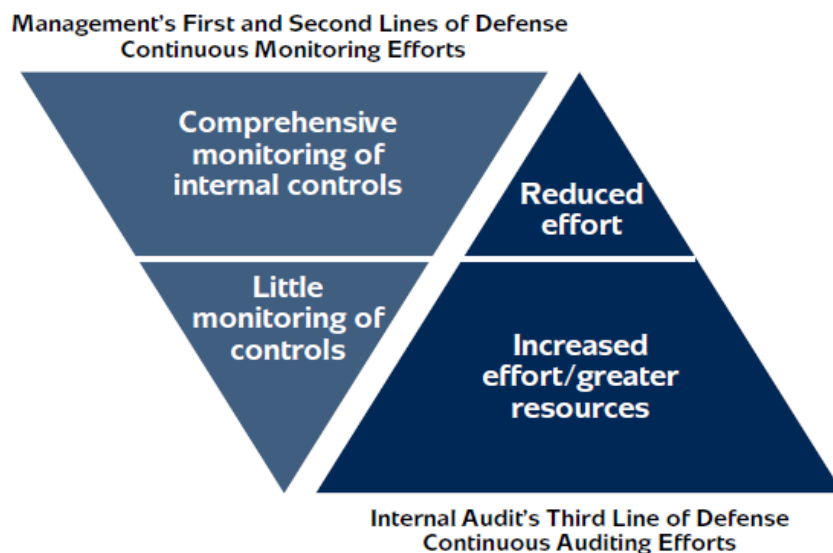 Management's First and Second Lines of Defense
Continuous Monitoring Efforts
Comprehensive
monitoring of
internal controls
Reduced
effort
Little
monitoring of
controls
Increased
effort/greater
resources
Internal Audit's Third Line of Defense
Continuous Auditing Efforts